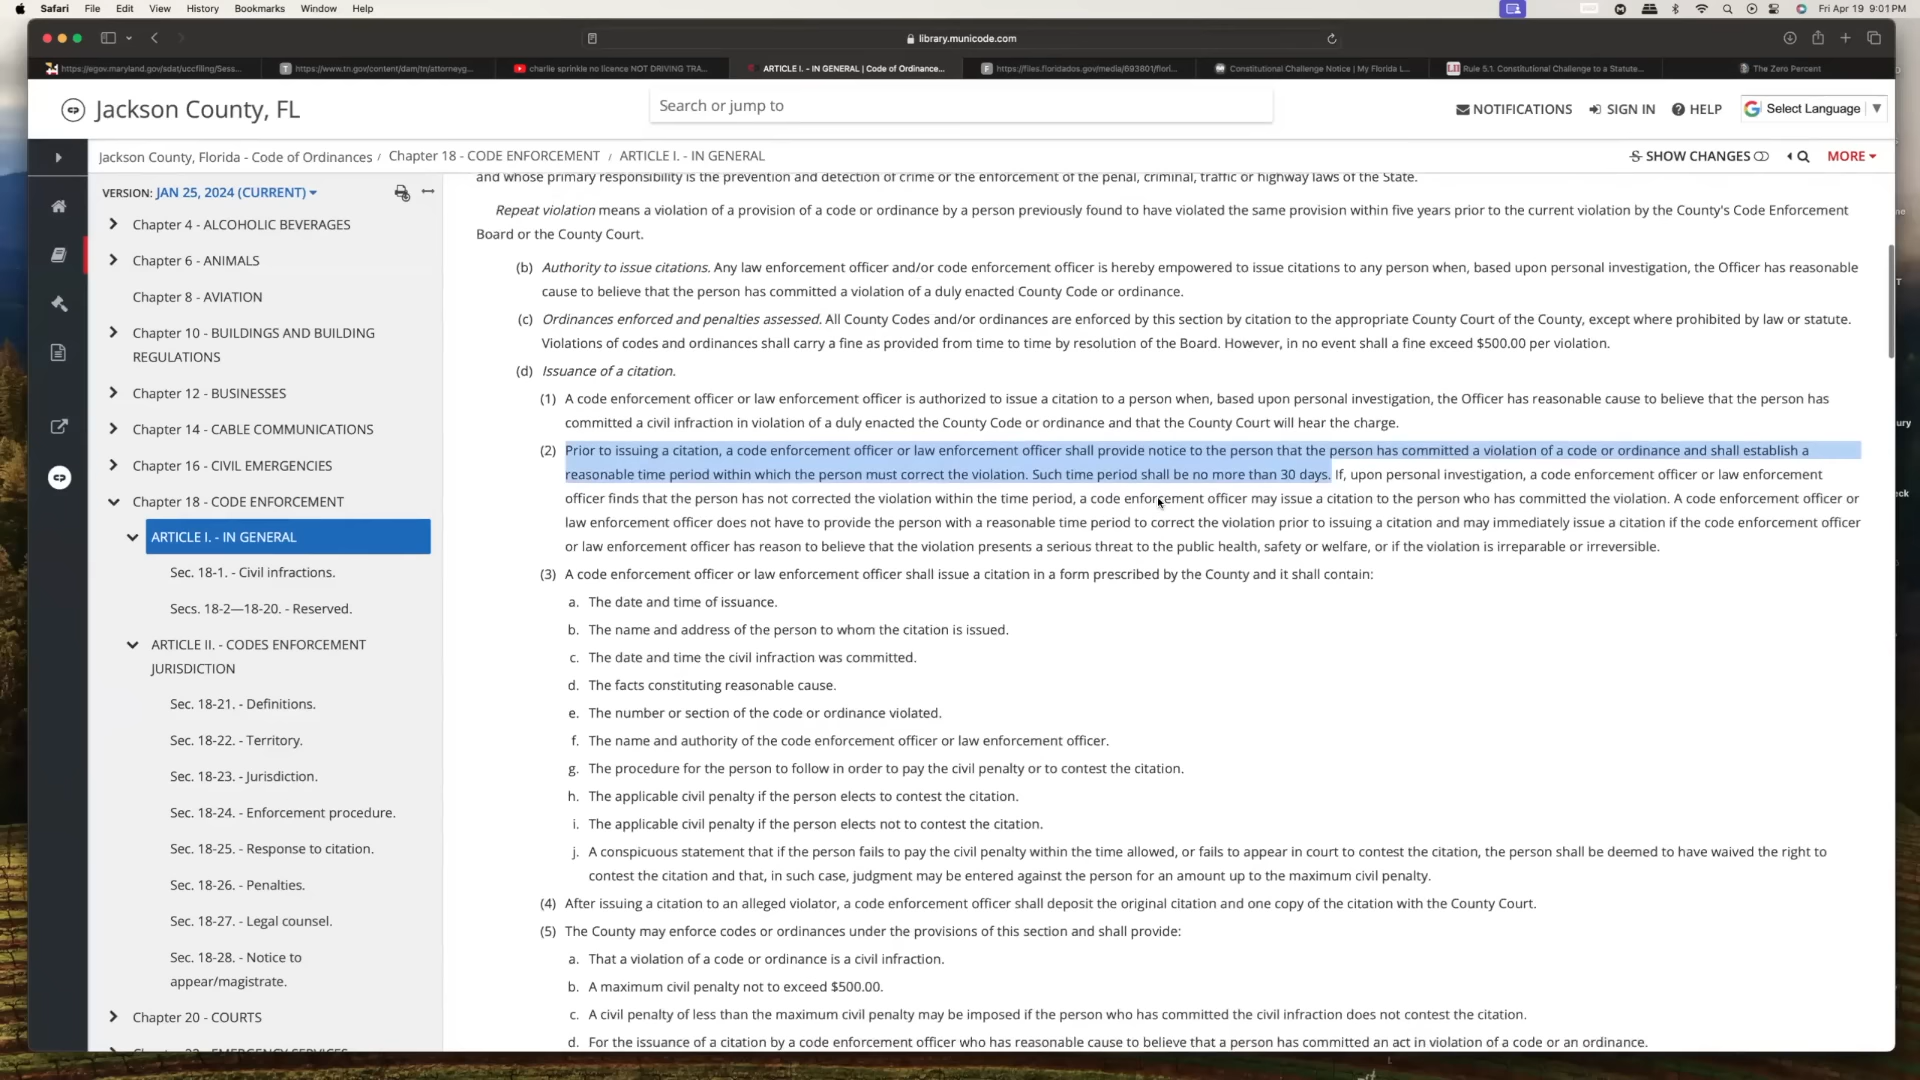 Safari File Edit View History Bookmarks Window Help
Fri Apr 19 9:01 PM
library.municode.com
https://egov.maryland.gov/sdat/uccfiling/Sess...
https://www.tn.gov/content/dam/tn/attorneyg...
charlie sprinkle no licence NOT DRIVING TRA...
ARTICLE I. - IN GENERAL | Code of Ordinance...
https://files.floridados.gov/media/693801/flori...
Constitutional Challenge Notice | My Florida L...
Rule 5.1. Constitutional Challenge to a Statute...
The Zero Percent
Jackson County, FL
Search or jump to
NOTIFICATIONS
SIGN IN
HELP
Select Language
Jackson County, Florida - Code of Ordinances / Chapter 18 - CODE ENFORCEMENT / ARTICLE I. - IN GENERAL
SHOW CHANGES
MORE
VERSION: JAN 25, 2024 (CURRENT)
Chapter 4 - ALCOHOLIC BEVERAGES
Chapter 6 - ANIMALS
Chapter 8 - AVIATION
Chapter 10 - BUILDINGS AND BUILDING
REGULATIONS
Chapter 12 - BUSINESSES
Chapter 14 - CABLE COMMUNICATIONS
Chapter 16 - CIVIL EMERGENCIES
Chapter 18 - CODE ENFORCEMENT
ARTICLE I. - IN GENERAL
Sec. 18-1. - Civil infractions.
Secs. 18-2—18-20. - Reserved.
ARTICLE II. - CODES ENFORCEMENT
JURISDICTION
Sec. 18-21. - Definitions.
Sec. 18-22. - Territory.
Sec. 18-23. - Jurisdiction.
Sec. 18-24. - Enforcement procedure.
Sec. 18-25. - Response to citation.
Sec. 18-26. - Penalties.
Sec. 18-27. - Legal counsel.
Sec. 18-28. - Notice to
appear/magistrate.
Chapter 20 - COURTS
and whose primary responsibility is the prevention and detection of crime or the enforcement of the penal, criminal, traffic or highway laws of the State.
Repeat violation means a violation of a provision of a code or ordinance by a person previously found to have violated the same provision within five years prior to the current violation by the County's Code Enforcement
Board or the County Court.
(b) Authority to issue citations. Any law enforcement officer and/or code enforcement officer is hereby empowered to issue citations to any person when, based upon personal investigation, the Officer has reasonable
cause to believe that the person has committed a violation of a duly enacted County Code or ordinance.
(c) Ordinances enforced and penalties assessed. All County Codes and/or ordinances are enforced by this section by citation to the appropriate County Court of the County, except where prohibited by law or statute.
Violations of codes and ordinances shall carry a fine as provided from time to time by resolution of the Board. However, in no event shall a fine exceed $500.00 per violation.
(d) Issuance of a citation.
(1) A code enforcement officer or law enforcement officer is authorized to issue a citation to a person when, based upon personal investigation, the Officer has reasonable cause to believe that the person has
committed a civil infraction in violation of a duly enacted the County Code or ordinance and that the County Court will hear the charge.
(2) Prior to issuing a citation, a code enforcement officer or law enforcement officer shall provide notice to the person that the person has committed a violation of a code or ordinance and shall establish a
reasonable time period within which the person must correct the violation. Such time period shall be no more than 30 days. If, upon personal investigation, a code enforcement officer or law enforcement
officer finds that the person has not corrected the violation within the time period, a code enforcement officer may issue a citation to the person who has committed the violation. A code enforcement officer or
law enforcement officer does not have to provide the person with a reasonable time period to correct the violation prior to issuing a citation and may immediately issue a citation if the code enforcement officer
or law enforcement officer has reason to believe that the violation presents a serious threat to the public health, safety or welfare, or if the violation is irreparable or irreversible.
(3) A code enforcement officer or law enforcement officer shall issue a citation in a form prescribed by the County and it shall contain:
a. The date and time of issuance.
b. The name and address of the person to whom the citation is issued.
c. The date and time the civil infraction was committed.
d. The facts constituting reasonable cause.
e. The number or section of the code or ordinance violated.
f. The name and authority of the code enforcement officer or law enforcement officer.
g. The procedure for the person to follow in order to pay the civil penalty or to contest the citation.
h. The applicable civil penalty if the person elects to contest the citation.
i. The applicable civil penalty if the person elects not to contest the citation.
j. A conspicuous statement that if the person fails to pay the civil penalty within the time allowed, or fails to appear in court to contest the citation, the person shall be deemed to have waived the right to
contest the citation and that, in such case, judgment may be entered against the person for an amount up to the maximum civil penalty.
(4) After issuing a citation to an alleged violator, a code enforcement officer shall deposit the original citation and one copy of the citation with the County Court.
(5) The County may enforce codes or ordinances under the provisions of this section and shall provide:
a. That a violation of a code or ordinance is a civil infraction.
b. A maximum civil penalty not to exceed $500.00.
c. A civil penalty of less than the maximum civil penalty may be imposed if the person who has committed the civil infraction does not contest the citation.
d. For the issuance of a citation by a code enforcement officer who has reasonable cause to believe that a person has committed an act in violation of a code or an ordinance.